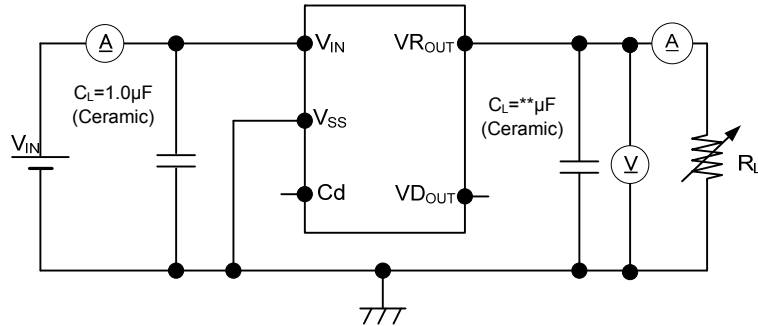 A
V_IN
VR_OUT
A
C_L=1.0µF
(Ceramic)
C_L=**µF
(Ceramic)
V_SS
V_IN
V
R_L
Cd
VD_OUT